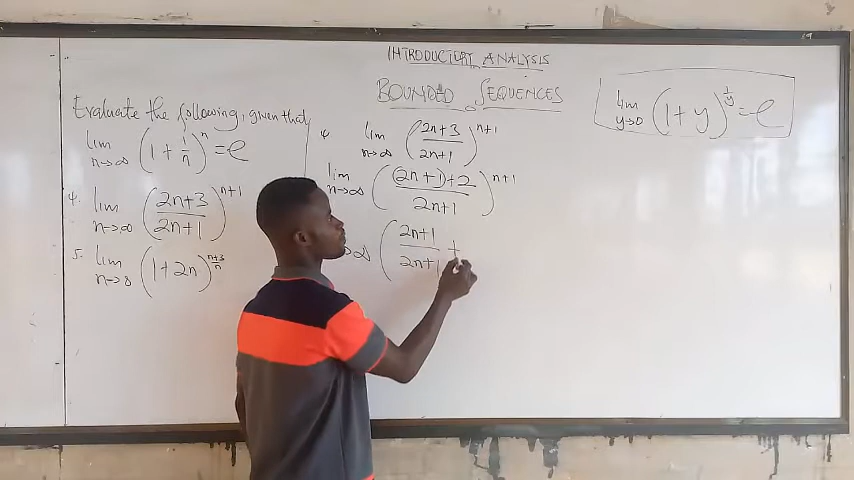 INTRODUCTORY ANALYSIS
BOUNDED SEQUENCES
Evaluate the following, given that
lim n→∞ (1 + 1/n)^n = e
4. lim n→∞ ((2n+3)/(2n+1))^(n+1)
5. lim n→8 (1+2n)^((n+3)/n)
4 lim n→∞ ((2n+3)/(2n+1))^(n+1)
lim n→∞ (((2n+1)+2)/(2n+1))^(n+1)
→∞ ((2n+1)/(2n+1) +
lim y→0 (1+y)^(1/y) = e